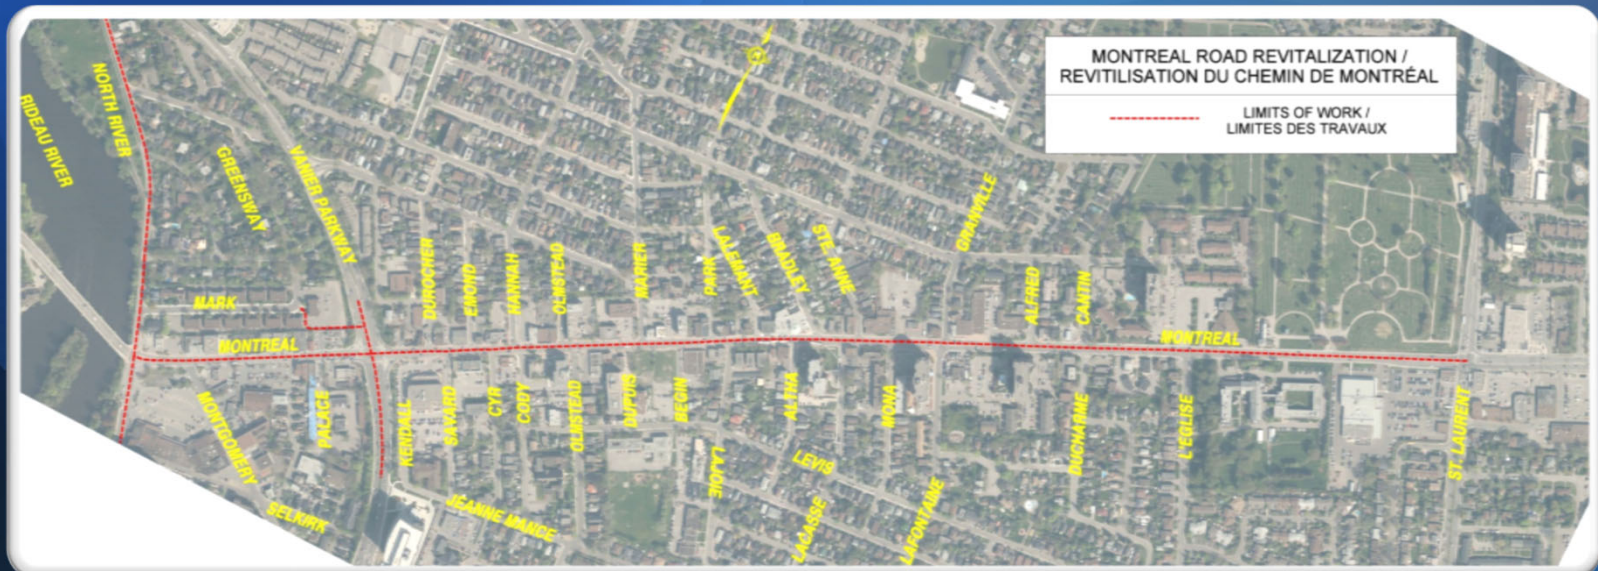 MONTREAL ROAD REVITALIZATION /
REVITILISATION DU CHEMIN DE MONTRÉAL
LIMITS OF WORK /
LIMITES DES TRAVAUX
RIDEAU RIVER
NORTH RIVER
GREENSWAY
VANIER PARKWAY
MARK
MONTREAL
DUROCHER
EMOND
HANNAH
OLMSTEAD
MARIER
PARK
LALEMANT
BRADLEY
STE ANNE
GRANVILLE
ALFRED
CANTIN
MONTREAL
MONTGOMERY
PALACE
SELKIRK
KENDALL
SAVARD
CYR
CODY
OLMSTEAD
DUPUIS
BEGIN
LAJOIE
ALTHA
LEVIS
MONA
LACASSE
LAFONTAINE
DUCHARME
L'EGLISE
ST. LAURENT
JEANNE MANCE